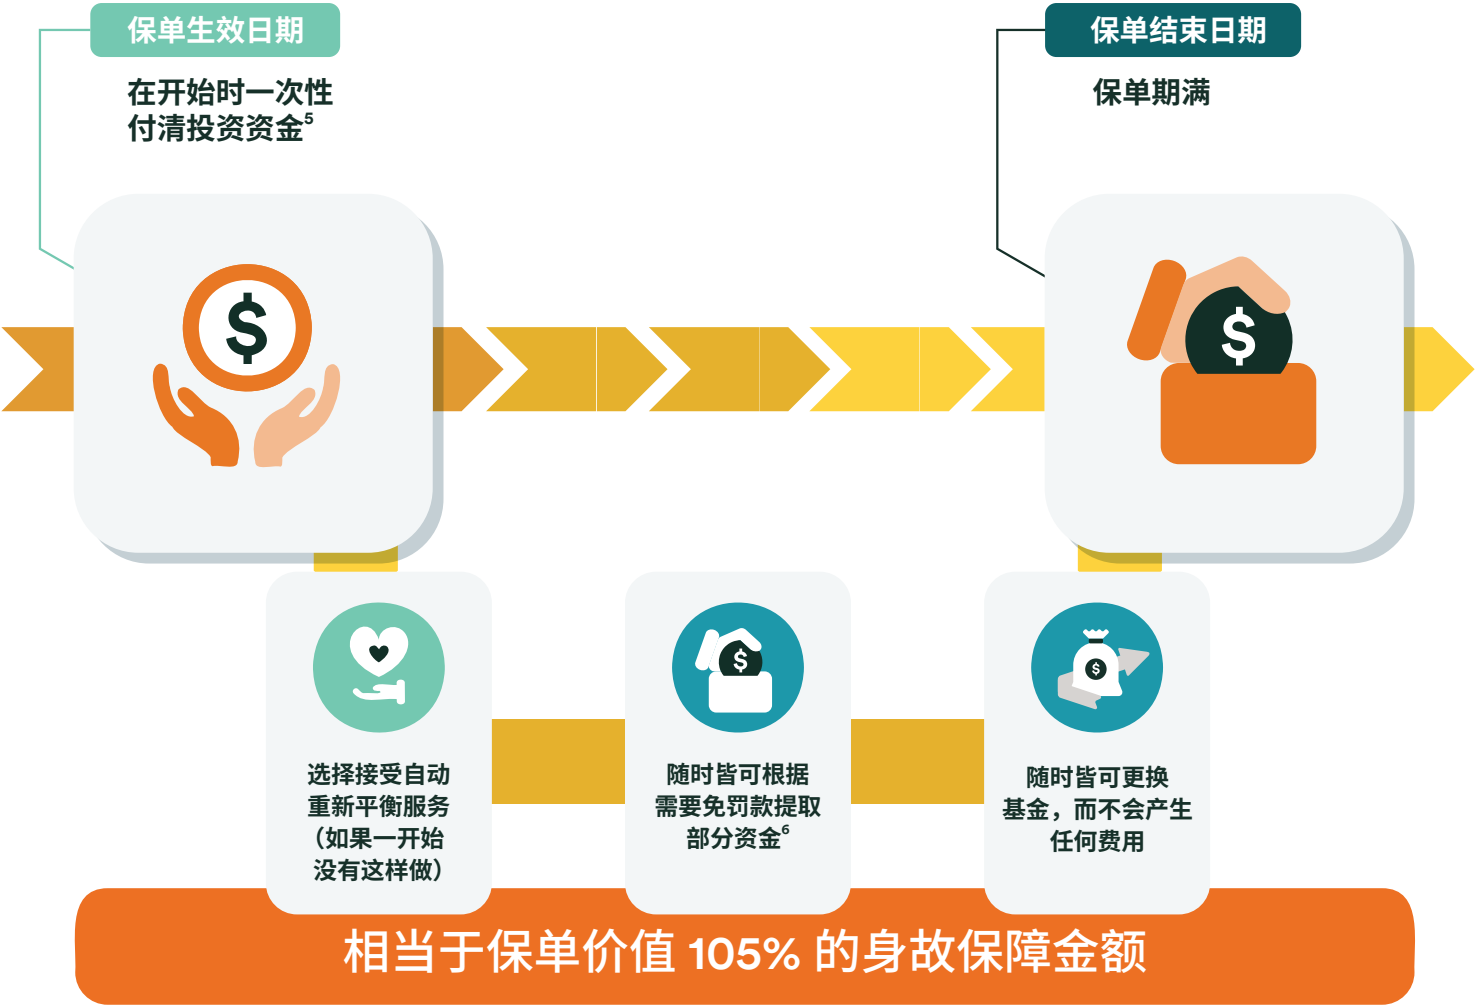 保单生效日期
在开始时一次性
付清投资资金⁵
保单结束日期
保单期满
$
$
选择接受自动
重新平衡服务
（如果一开始
没有这样做）
$
随时皆可根据
需要免罚款提取
部分资金⁶
$
随时皆可更换
基金，而不会产生
任何费用
相当于保单价值 105% 的身故保障金额